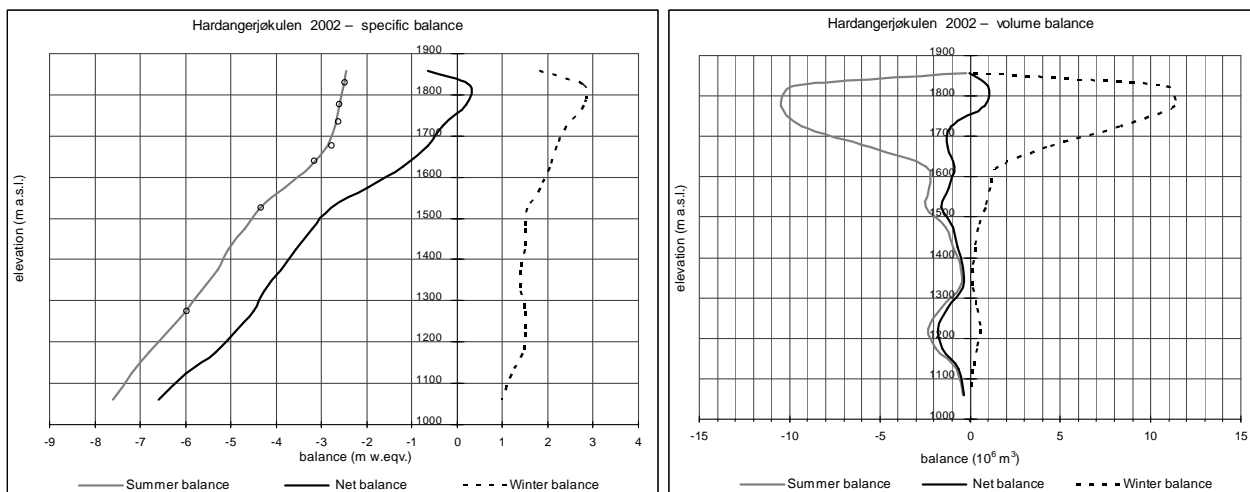 Hardangerjøkulen 2002 – specific balance
1900
1800
1700
1600
1500
1400
1300
1200
1100
1000
elevation (m a.s.l.)
-9 -8 -7 -6 -5 -4 -3 -2 -1 0 1 2 3 4
balance (m w.eqv.)
Summer balance Net balance Winter balance
Hardangerjøkulen 2002 – volume balance
1900
1800
1700
1600
1500
1400
1300
1200
1100
1000
elevation (m a.s.l.)
-15 -10 -5 0 5 10 15
balance (10⁶ m³)
Summer balance Net balance Winter balance